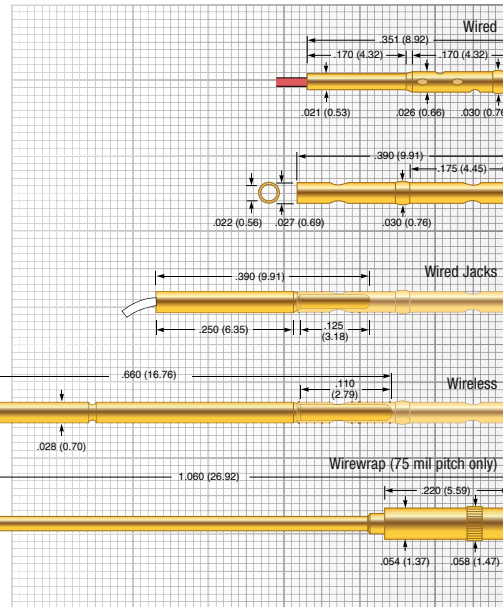 Wired
.351 (8.92)
.170 (4.32) .170 (4.32)
.021 (0.53) .026 (0.66) .030 (0.76
.390 (9.91)
.175 (4.45)
.022 (0.56) .027 (0.69) .030 (0.76)
Wired Jacks
.390 (9.91)
.250 (6.35) .125
(3.18)
Wireless
.660 (16.76)
.110
(2.79)
.028 (0.70)
Wirewrap (75 mil pitch only)
1.060 (26.92)
.220 (5.59)
.054 (1.37) .058 (1.47)